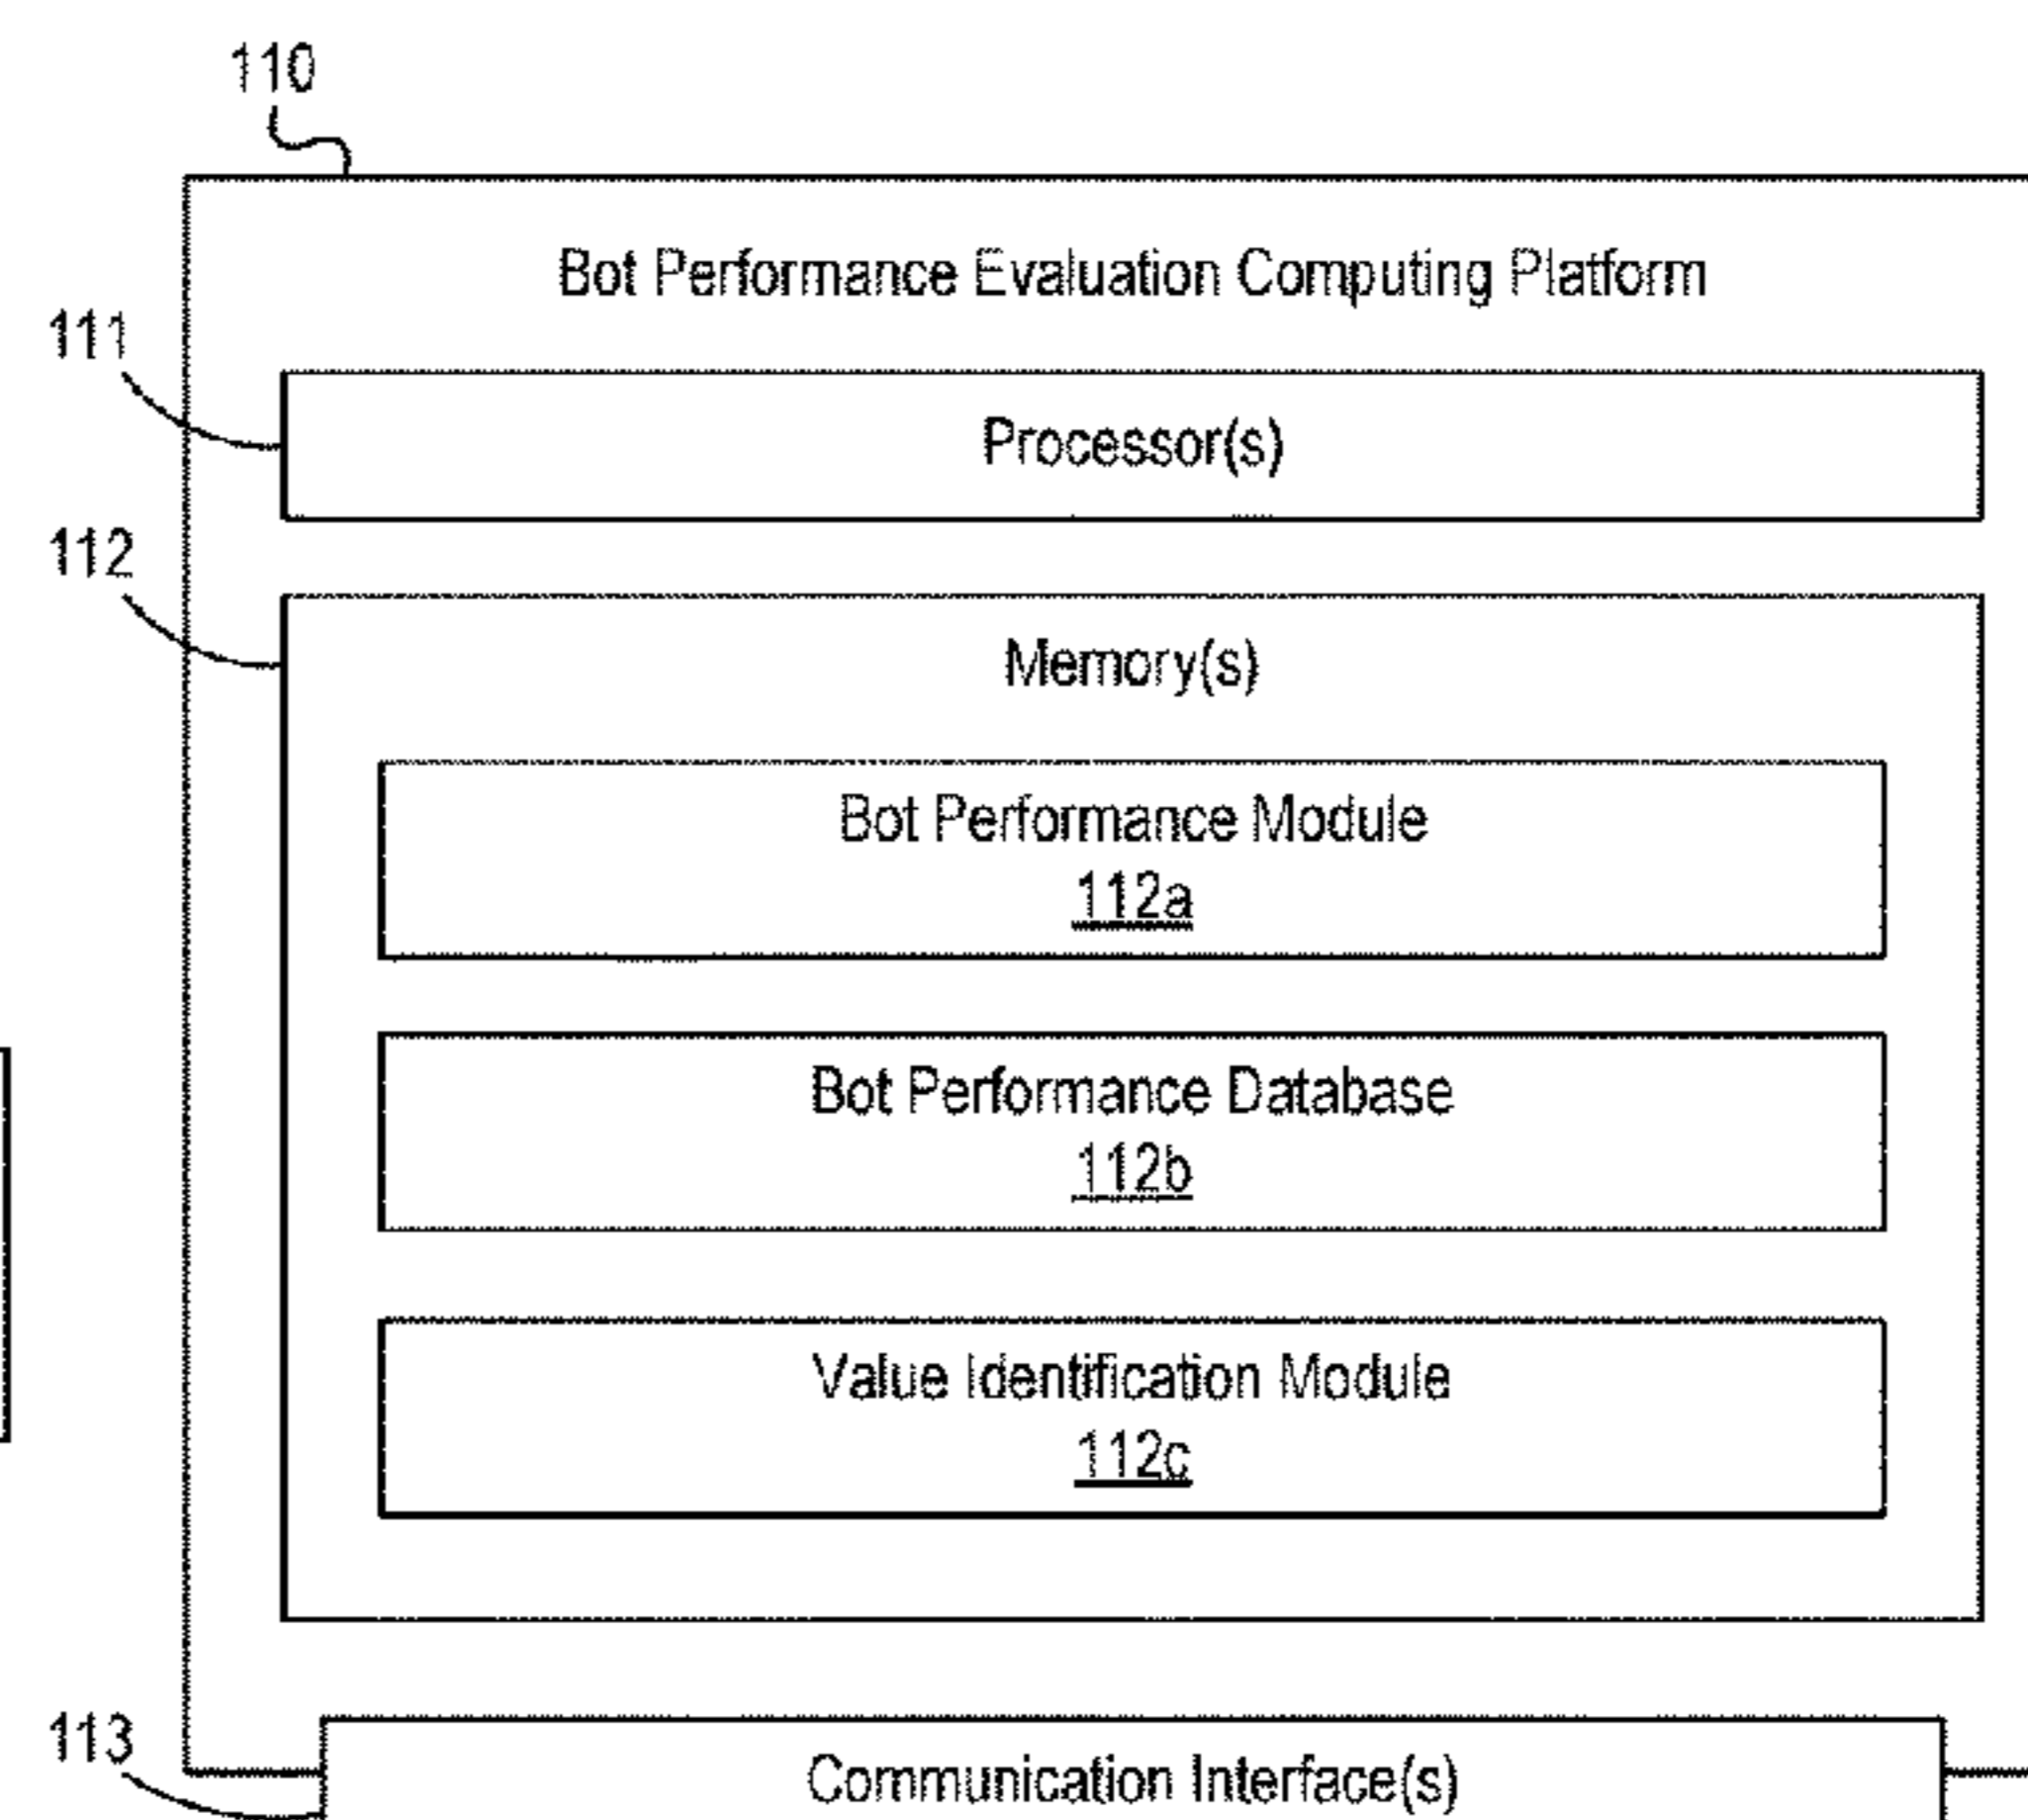 110
Bot Performance Evaluation Computing Platform
111
Processor(s)
112
Memory(s)
Bot Performance Module
112a
Bot Performance Database
112b
Value Identification Module
112c
113
Communication Interface(s)